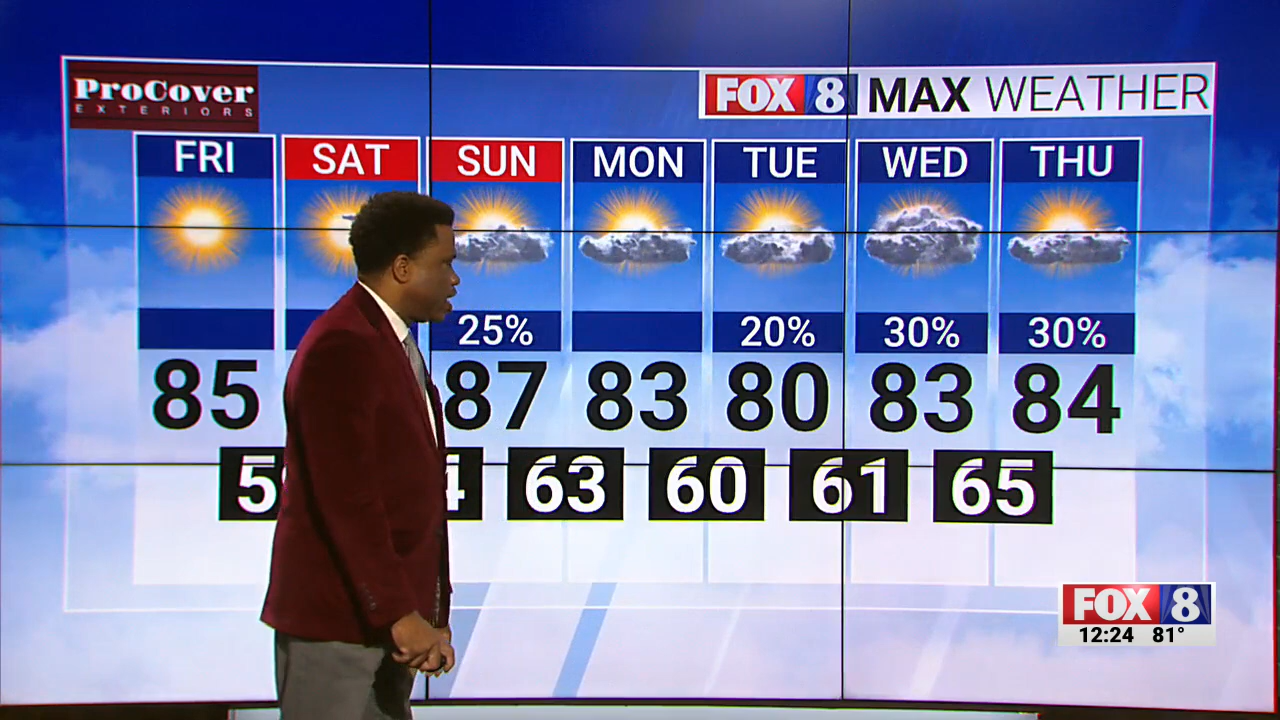 ProCover
EXTERIORS
FOX 8 MAX WEATHER
FRI SAT SUN MON TUE WED THU
25% 20% 30% 30%
85 87 83 80 83 84
63 60 61 65
FOX 8
12:24 81°